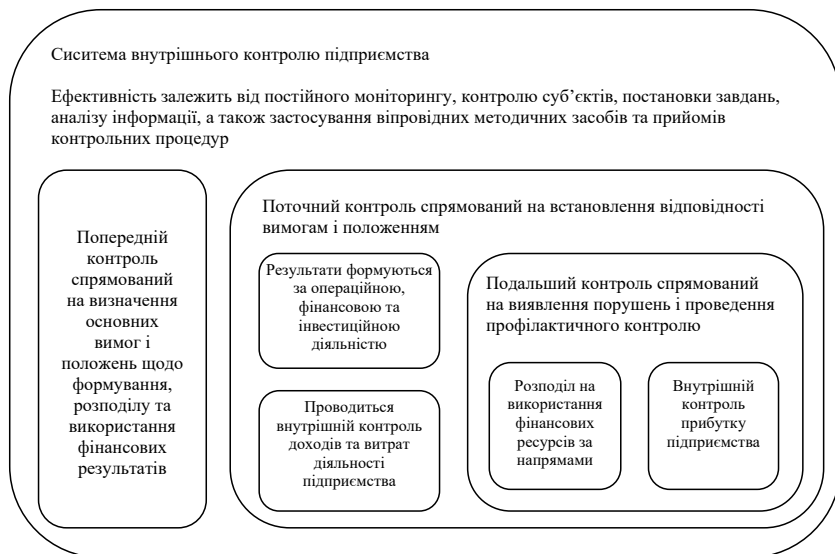 Сиситема внутрішнього контролю підприємства
Ефективність залежить від постійного моніторингу, контролю суб’єктів, постановки завдань,
аналізу інформації, а також застосування віпровідних методичних засобів та прийомів
контрольних процедур
Попередній
контроль
спрямований
на визначення
основних
вимог і
положень щодо
формування,
розподілу та
використання
фінансових
результатів
Поточний контроль спрямований на встановлення відповідності
вимогам і положенням
Результати формуються
за операційною,
фінансовою та
інвестиційною
діяльністю
Проводиться
внутрішній контроль
доходів та витрат
діяльності
підприємства
Подальший контроль спрямований
на виявлення порушень і проведення
профілактичного контролю
Розподіл на
використання
фінансових
ресурсів за
напрямами
Внутрішній
контроль
прибутку
підприємства